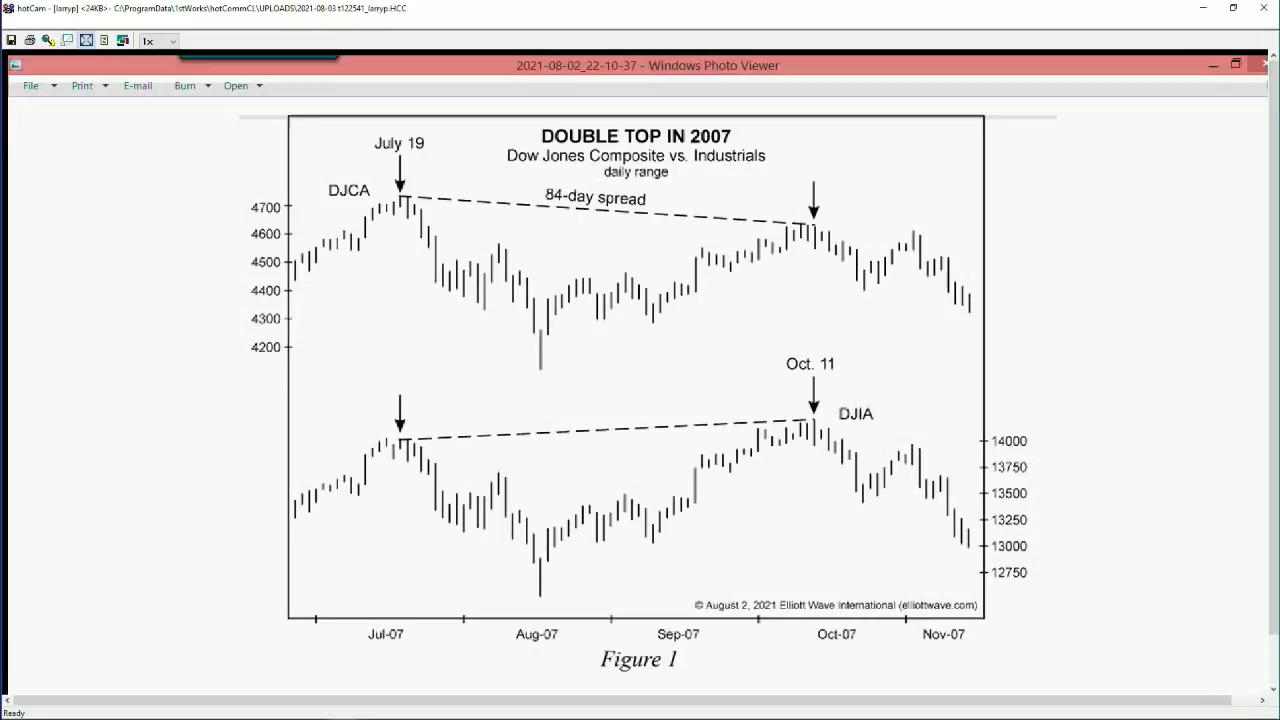 hotCam - [larryp] <24KB> - C:\ProgramData\1stWorks\hotCommCL\UPLOADS\2021-08-03 t122541_larryp.HCC
1x
2021-08-02_22-10-37 - Windows Photo Viewer
File Print E-mail Burn Open
DOUBLE TOP IN 2007
Dow Jones Composite vs. Industrials
daily range
July 19
DJCA
84-day spread
4700
4600
4500
4400
4300
4200
Oct. 11
DJIA
14000
13750
13500
13250
13000
12750
© August 2, 2021 Elliott Wave International (elliottwave.com)
Jul-07 Aug-07 Sep-07 Oct-07 Nov-07
Figure 1
Ready